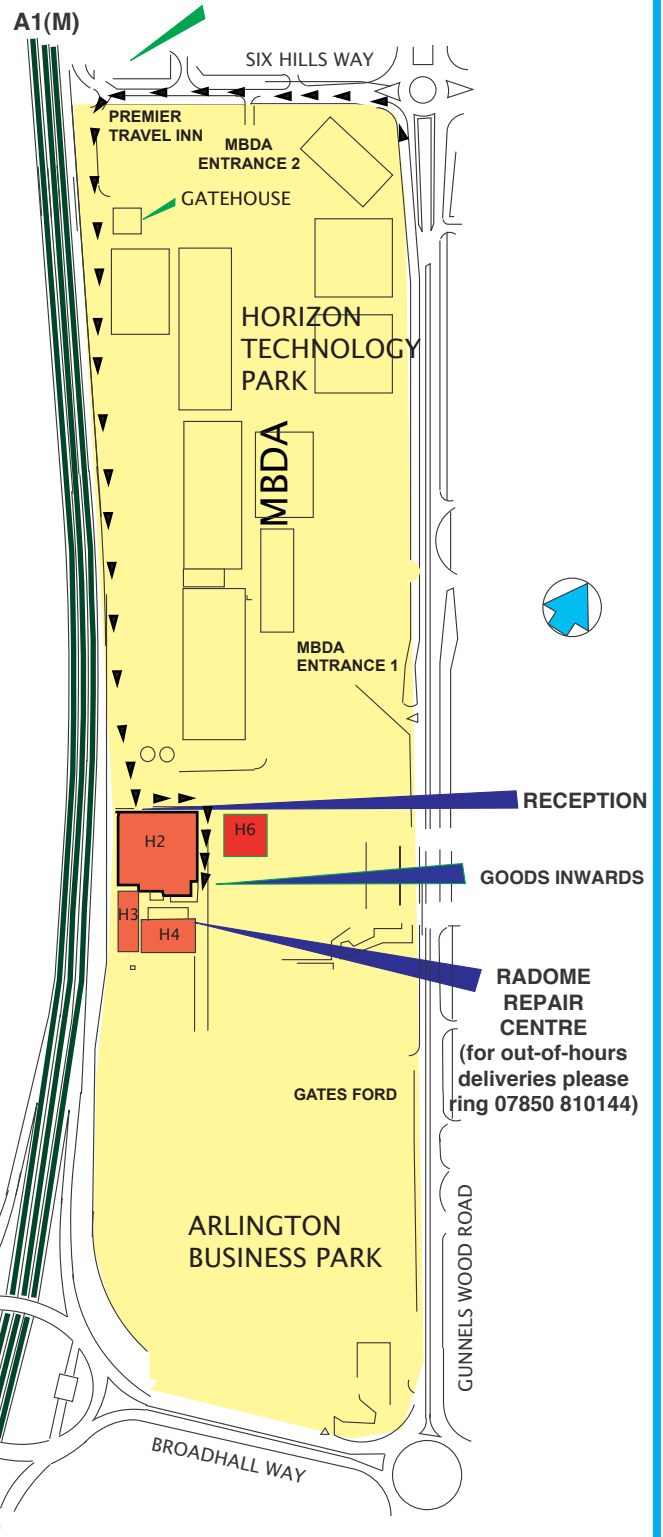 A1(M)
SIX HILLS WAY
PREMIER
TRAVEL INN
MBDA
ENTRANCE 2
GATEHOUSE
HORIZON
TECHNOLOGY
PARK
MBDA
MBDA
ENTRANCE 1
RECEPTION
H2
H6
GOODS INWARDS
H3
H4
RADOME
REPAIR
CENTRE
(for out-of-hours
deliveries please
ring 07850 810144)
GATES FORD
ARLINGTON
BUSINESS PARK
GUNNELS WOOD ROAD
BROADHALL WAY